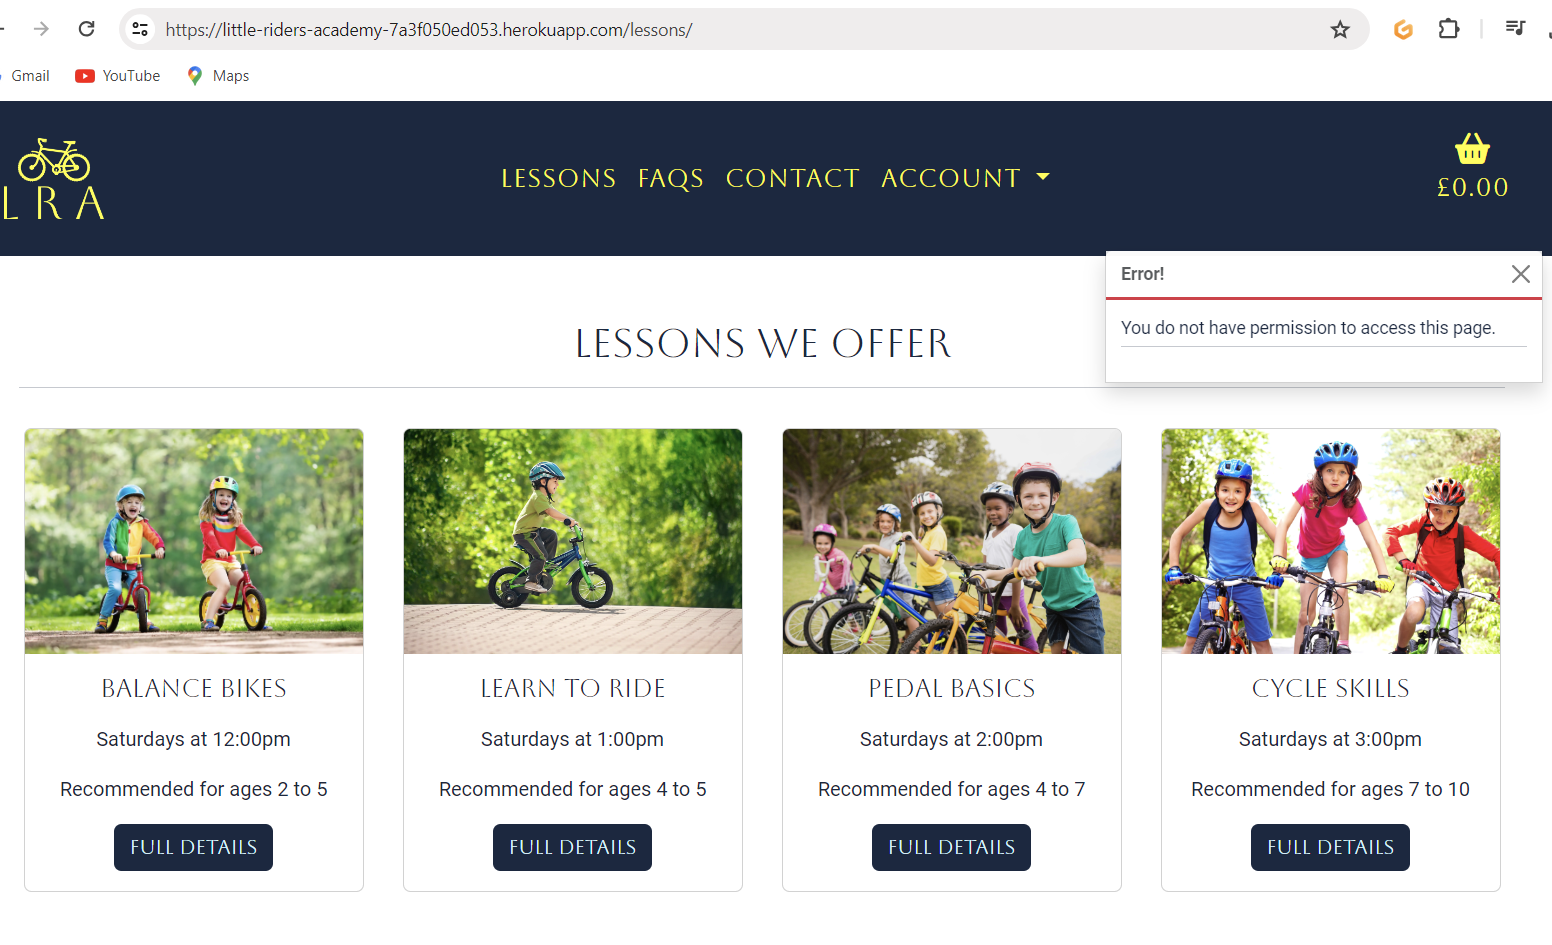 https://little-riders-academy-7a3f050ed053.herokuapp.com/lessons/
Gmail YouTube Maps
LRA
LESSONS FAQS CONTACT ACCOUNT
£0.00
Error!
You do not have permission to access this page.
LESSONS WE OFFER
BALANCE BIKES
Saturdays at 12:00pm
Recommended for ages 2 to 5
FULL DETAILS
LEARN TO RIDE
Saturdays at 1:00pm
Recommended for ages 4 to 5
FULL DETAILS
PEDAL BASICS
Saturdays at 2:00pm
Recommended for ages 4 to 7
FULL DETAILS
CYCLE SKILLS
Saturdays at 3:00pm
Recommended for ages 7 to 10
FULL DETAILS